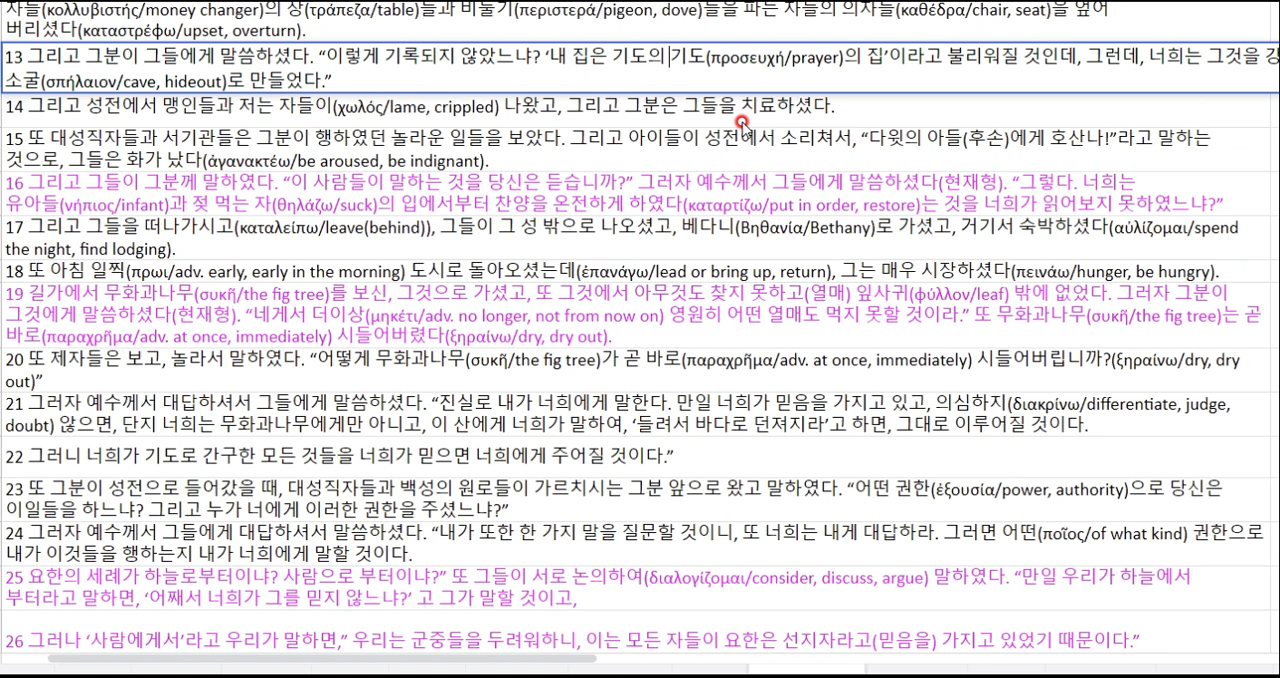 자들(κολλυβιστής/money changer)의 상(τράπεζα/table)들과 비둘기(περιστερά/pigeon, dove)들을 파는 자들의 의자들(καθέδρα/chair, seat)을 엎어
버리셨다(καταστρέφω/upset, overturn).
13 그리고 그분이 그들에게 말씀하셨다. “이렇게 기록되지 않았느냐? ‘내 집은 기도의기도(προσευχή/prayer)의 집’이라고 불리워질 것인데, 그런데, 너희는 그것을 강
소굴(σπήλαιον/cave, hideout)로 만들었다.”
14 그리고 성전에서 맹인들과 저는 자들이(χωλός/lame, crippled) 나왔고, 그리고 그분은 그들을 치료하셨다.
15 또 대성직자들과 서기관들은 그분이 행하였던 놀라운 일들을 보았다. 그리고 아이들이 성전에서 소리쳐서, “다윗의 아들(후손)에게 호산나!”라고 말하는
것으로, 그들은 화가 났다(ἀγανακτέω/be aroused, be indignant).
16 그리고 그들이 그분께 말하였다. “이 사람들이 말하는 것을 당신은 듣습니까?” 그러자 예수께서 그들에게 말씀하셨다(현재형). “그렇다. 너희는
유아들(νήπιος/infant)과 젖 먹는 자(θηλάζω/suck)의 입에서부터 찬양을 온전하게 하였다(καταρτίζω/put in order, restore)는 것을 너희가 읽어보지 못하였느냐?”
17 그리고 그들을 떠나가시고(καταλείπω/leave(behind)), 그들이 그 성 밖으로 나오셨고, 베다니(Βηθανία/Bethany)로 가셨고, 거기서 숙박하셨다(αὐλίζομαι/spend
the night, find lodging).
18 또 아침 일찍(πρωι/adv. early, early in the morning) 도시로 돌아오셨는데(ἐπανάγω/lead or bring up, return), 그는 매우 시장하셨다(πεινάω/hunger, be hungry).
19 길가에서 무화과나무(συκῆ/the fig tree)를 보신, 그것으로 가셨고, 또 그것에서 아무것도 찾지 못하고(열매) 잎사귀(φύλλον/leaf) 밖에 없었다. 그러자 그분이
그것에게 말씀하셨다(현재형). “네게서 더이상(μηκέτι/adv. no longer, not from now on) 영원히 어떤 열매도 먹지 못할 것이라.” 또 무화과나무(συκῆ/the fig tree)는 곧
바로(παραχρῆμα/adv. at once, immediately) 시들어버렸다(ξηραίνω/dry, dry out).
20 또 제자들은 보고, 놀라서 말하였다. “어떻게 무화과나무(συκῆ/the fig tree)가 곧 바로(παραχρῆμα/adv. at once, immediately) 시들어버립니까?(ξηραίνω/dry, dry
out)”
21 그러자 예수께서 대답하셔서 그들에게 말씀하셨다. “진실로 내가 너희에게 말한다. 만일 너희가 믿음을 가지고 있고, 의심하지(διακρίνω/differentiate, judge,
doubt) 않으면, 단지 너희는 무화과나무에게만 아니고, 이 산에게 너희가 말하여, ‘들려서 바다로 던져지라’고 하면, 그대로 이루어질 것이다.
22 그러니 너희가 기도로 간구한 모든 것들을 너희가 믿으면 너희에게 주어질 것이다.”
23 또 그분이 성전으로 들어갔을 때, 대성직자들과 백성의 원로들이 가르치시는 그분 앞으로 왔고 말하였다. “어떤 권한(ἐξουσία/power, authority)으로 당신은
이일들을 하느냐? 그리고 누가 너에게 이러한 권한을 주셨느냐?”
24 그러자 예수께서 그들에게 대답하셔서 말씀하셨다. “내가 또한 한 가지 말을 질문할 것이니, 또 너희는 내게 대답하라. 그러면 어떤(ποῖος/of what kind) 권한으로
내가 이것들을 행하는지 내가 너희에게 말할 것이다.
25 요한의 세례가 하늘로부터이냐? 사람으로 부터이냐?” 또 그들이 서로 논의하여(διαλογίζομαι/consider, discuss, argue) 말하였다. “만일 우리가 하늘에서
부터라고 말하면, ‘어째서 너희가 그를 믿지 않느냐?’ 고 그가 말할 것이고,
26 그러나 ‘사람에게서’라고 우리가 말하면,” 우리는 군중들을 두려워하니, 이는 모든 자들이 요한은 선지자라고(믿음을) 가지고 있었기 때문이다.”